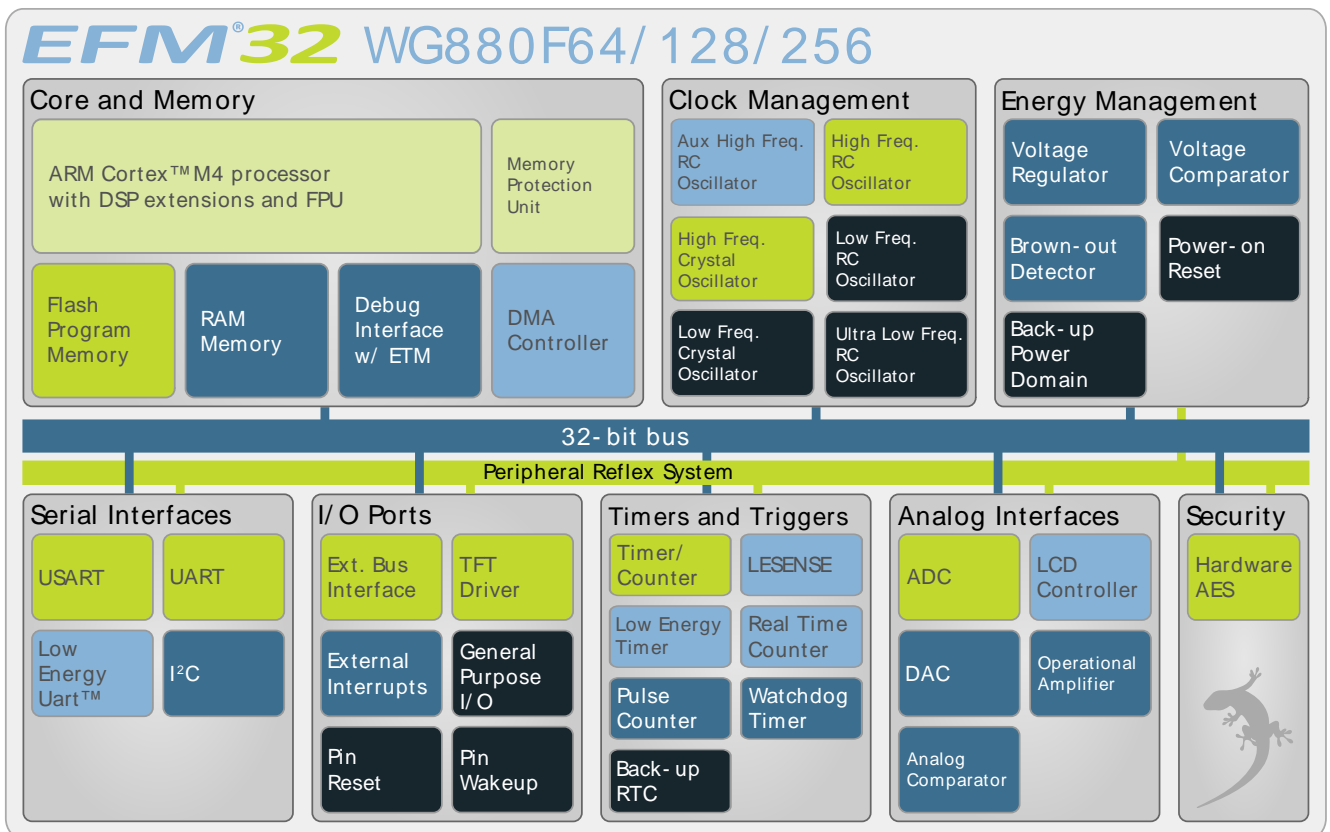 EFM®32 WG880F64/128/256
Core and Memory
ARM Cortex™ M4 processor
with DSP extensions and FPU
Memory
Protection
Unit
Flash
Program
Memory
RAM
Memory
Debug
Interface
w/ ETM
DMA
Controller
Clock Management
Aux High Freq.
RC
Oscillator
High Freq.
RC
Oscillator
High Freq.
Crystal
Oscillator
Low Freq.
RC
Oscillator
Low Freq.
Crystal
Oscillator
Ultra Low Freq.
RC
Oscillator
Energy Management
Voltage
Regulator
Voltage
Comparator
Brown-out
Detector
Power-on
Reset
Back-up
Power
Domain
32-bit bus
Peripheral Reflex System
Serial Interfaces
USART
UART
Low
Energy
Uart™
I²C
I/O Ports
Ext. Bus
Interface
TFT
Driver
External
Interrupts
General
Purpose
I/O
Pin
Reset
Pin
Wakeup
Timers and Triggers
Timer/
Counter
LESENSE
Low Energy
Timer
Real Time
Counter
Pulse
Counter
Watchdog
Timer
Back-up
RTC
Analog Interfaces
ADC
LCD
Controller
DAC
Operational
Amplifier
Analog
Comparator
Security
Hardware
AES